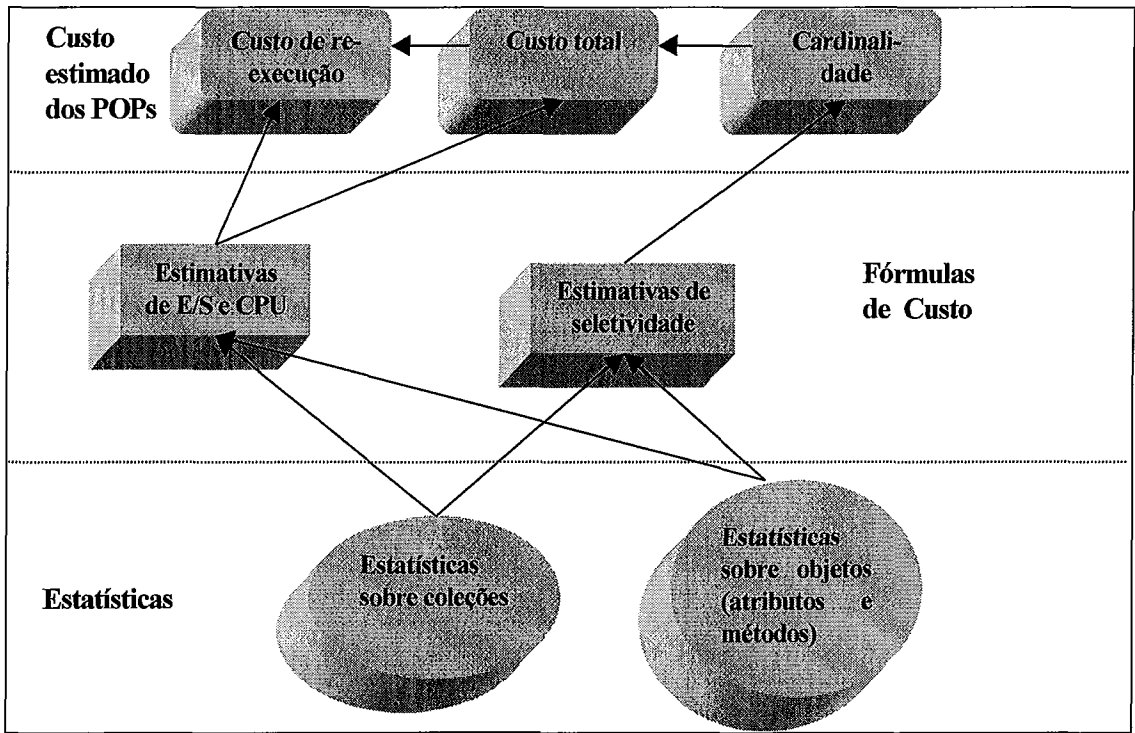 Custo
estimado
dos POPs
Custo de re-
execução
Custo total
Cardinali-
dade
Estimativas
de E/S e CPU
Estimativas de
seletividade
Fórmulas
de Custo
Estatísticas
Estatísticas
sobre coleções
Estatísticas
sobre objetos
(atributos e
métodos)